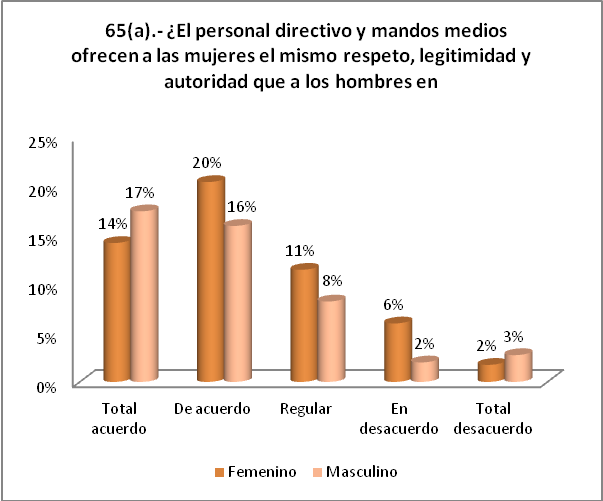 65(a).- ¿El personal directivo y mandos medios
ofrecen a las mujeres el mismo respeto, legitimidad y
autoridad que a los hombres en
25%
20%
15%
10%
5%
0%
14%
17%
20%
16%
11%
8%
6%
2%
2%
3%
Total
acuerdo
De acuerdo
Regular
En
desacuerdo
Total
desacuerdo
Femenino
Masculino